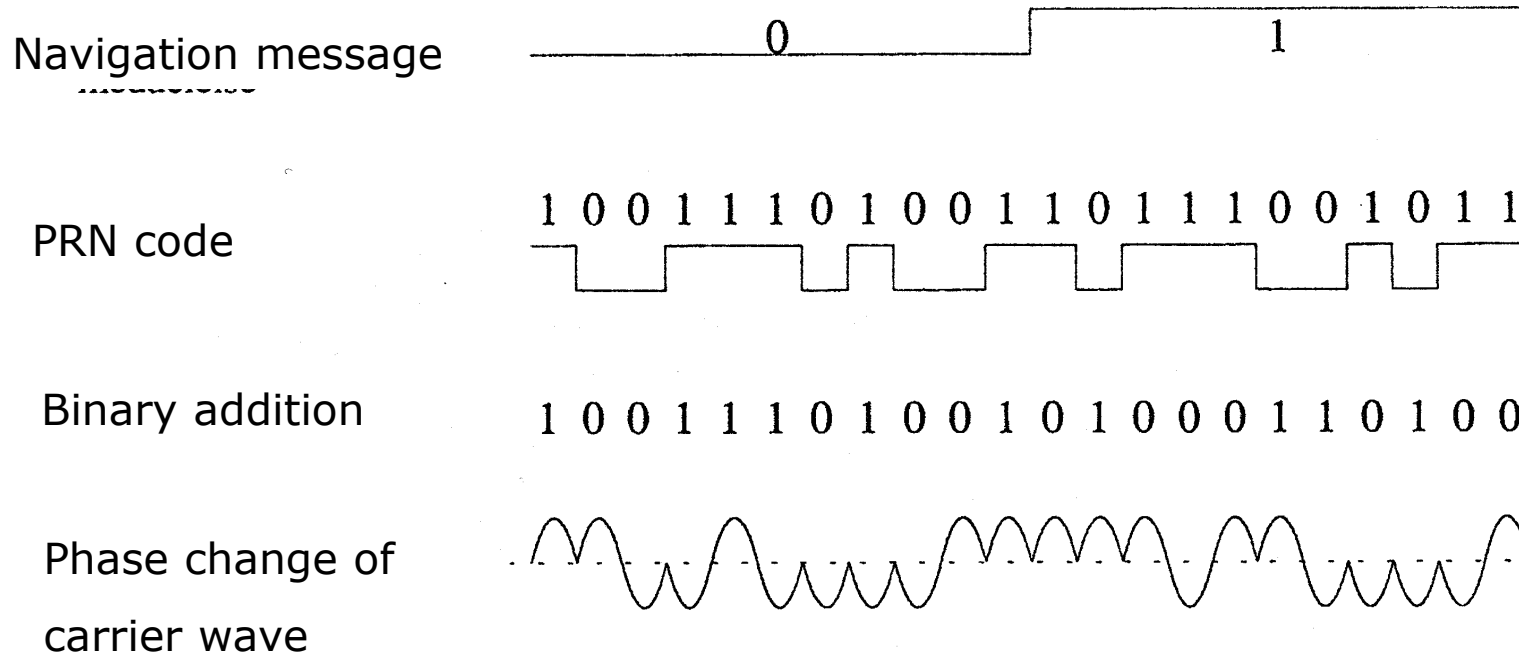 0 1
Navigation message
1 0 0 1 1 1 0 1 0 0 1 1 0 1 1 1 0 0 1 0 1 1
PRN code
Binary addition 1 0 0 1 1 1 0 1 0 0 1 0 1 0 0 0 1 1 0 1 0 0
Phase change of
carrier wave